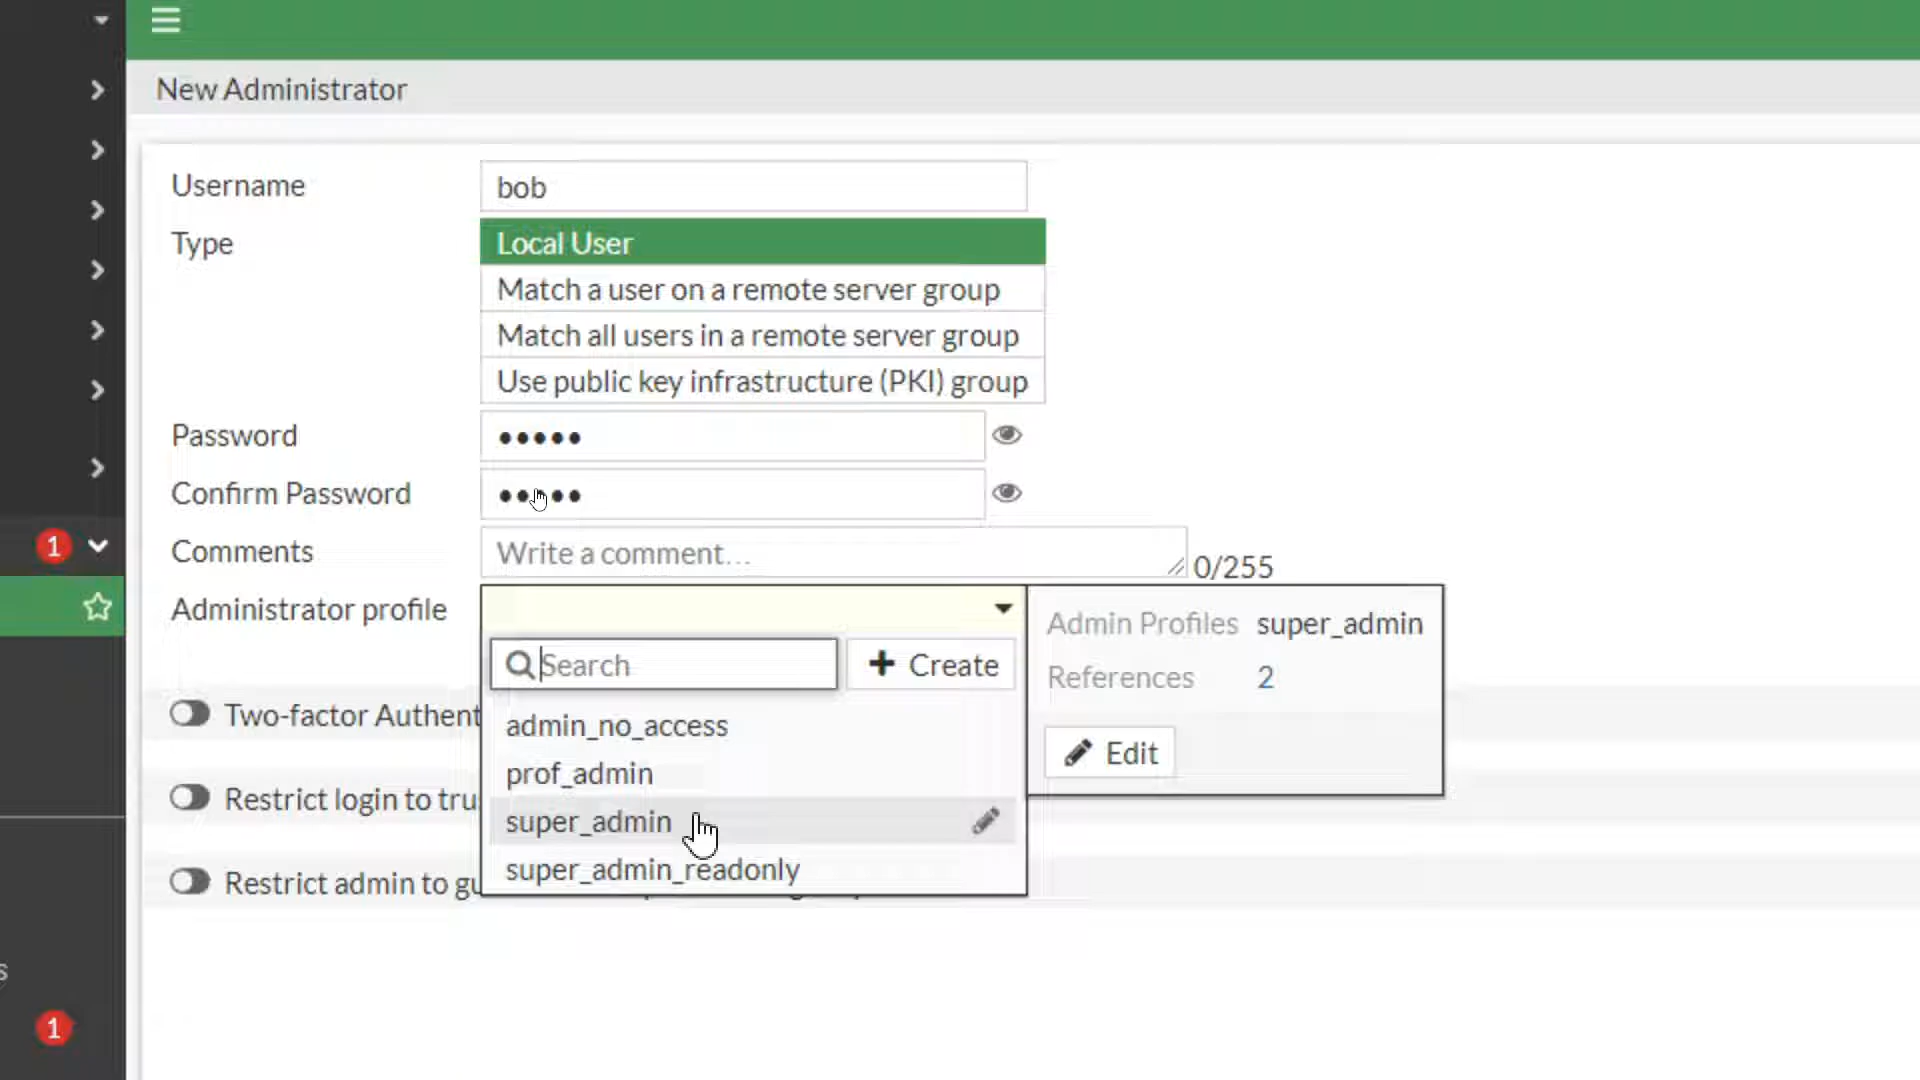 New Administrator
Username
bob
Type
Local User
Match a user on a remote server group
Match all users in a remote server group
Use public key infrastructure (PKI) group
Password
•••••
Confirm Password
•••••
Comments
Write a comment...
0/255
Administrator profile
Search
Create
admin_no_access
prof_admin
super_admin
super_admin_readonly
Admin Profiles super_admin
References 2
Edit
Two-factor Authent
Restrict login to tru
Restrict admin to gu
1
s
1